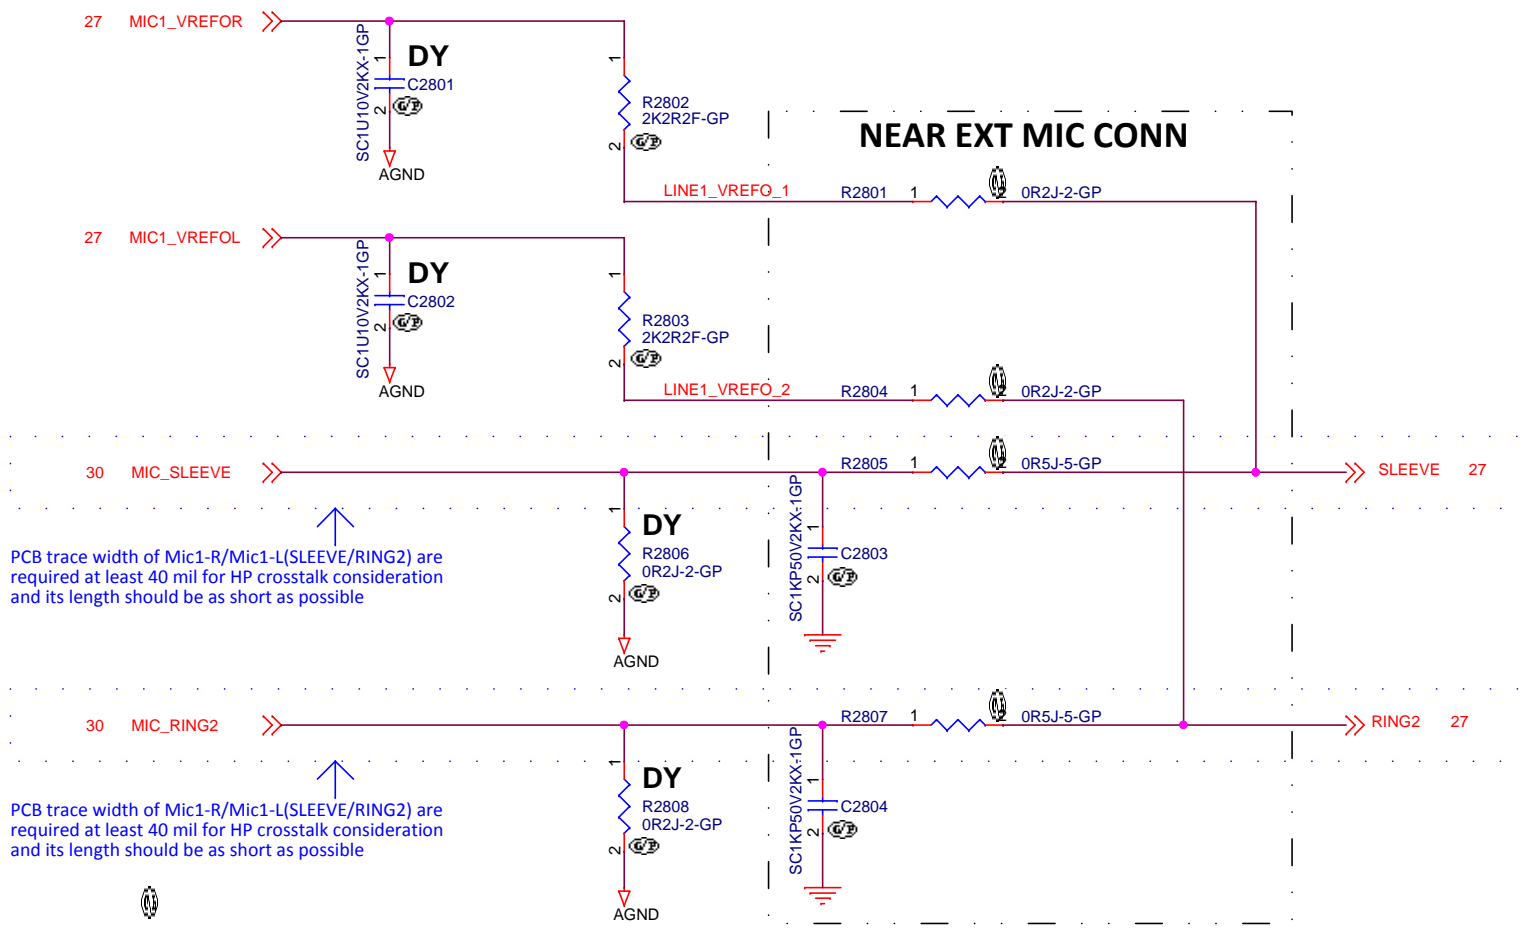 27 MIC1_VREFOR
SC1U10V2KX-1GP
1
2
DY
C2801
G/P
AGND
1
2
R2802
2K2R2F-GP
G/P
NEAR EXT MIC CONN
LINE1_VREFO_1
R2801
1
2
0R2J-2-GP
27 MIC1_VREFOL
SC1U10V2KX-1GP
1
2
DY
C2802
G/P
AGND
1
2
R2803
2K2R2F-GP
G/P
LINE1_VREFO_2
R2804
1
2
0R2J-2-GP
30 MIC_SLEEVE
R2805
1
2
0R5J-5-GP
SLEEVE 27
PCB trace width of Mic1-R/Mic1-L(SLEEVE/RING2) are
required at least 40 mil for HP crosstalk consideration
and its length should be as short as possible
1
2
DY
R2806
0R2J-2-GP
G/P
AGND
SC1KP50V2KX-1GP
1
2
C2803
G/P
30 MIC_RING2
R2807
1
2
0R5J-5-GP
RING2 27
PCB trace width of Mic1-R/Mic1-L(SLEEVE/RING2) are
required at least 40 mil for HP crosstalk consideration
and its length should be as short as possible
1
2
DY
R2808
0R2J-2-GP
G/P
AGND
SC1KP50V2KX-1GP
1
2
C2804
G/P